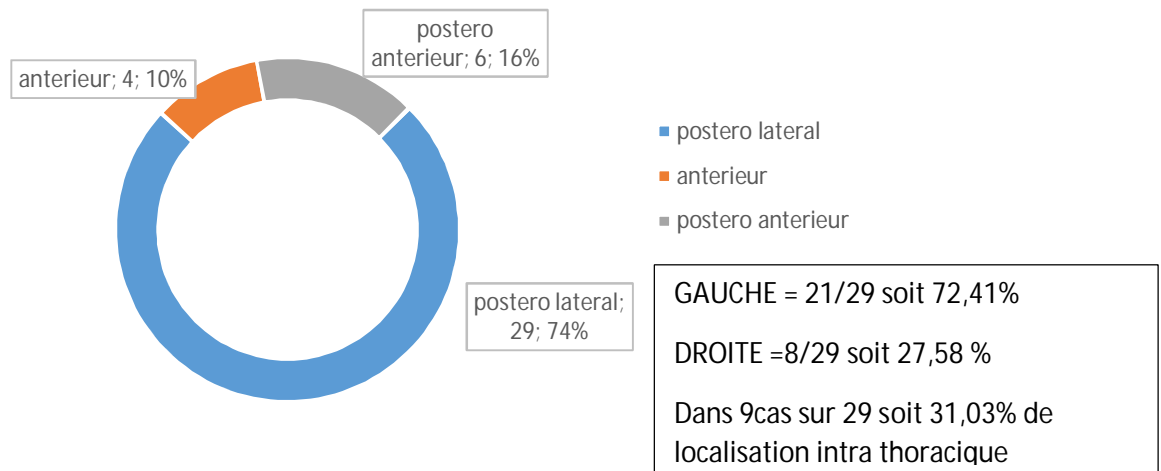 postero
anterieur; 6; 16%
anterieur; 4; 10%
postero lateral
anterieur
postero anterieur
postero lateral;
29; 74%
GAUCHE = 21/29 soit 72,41%
DROITE =8/29 soit 27,58 %
Dans 9cas sur 29 soit 31,03% de
localisation intra thoracique